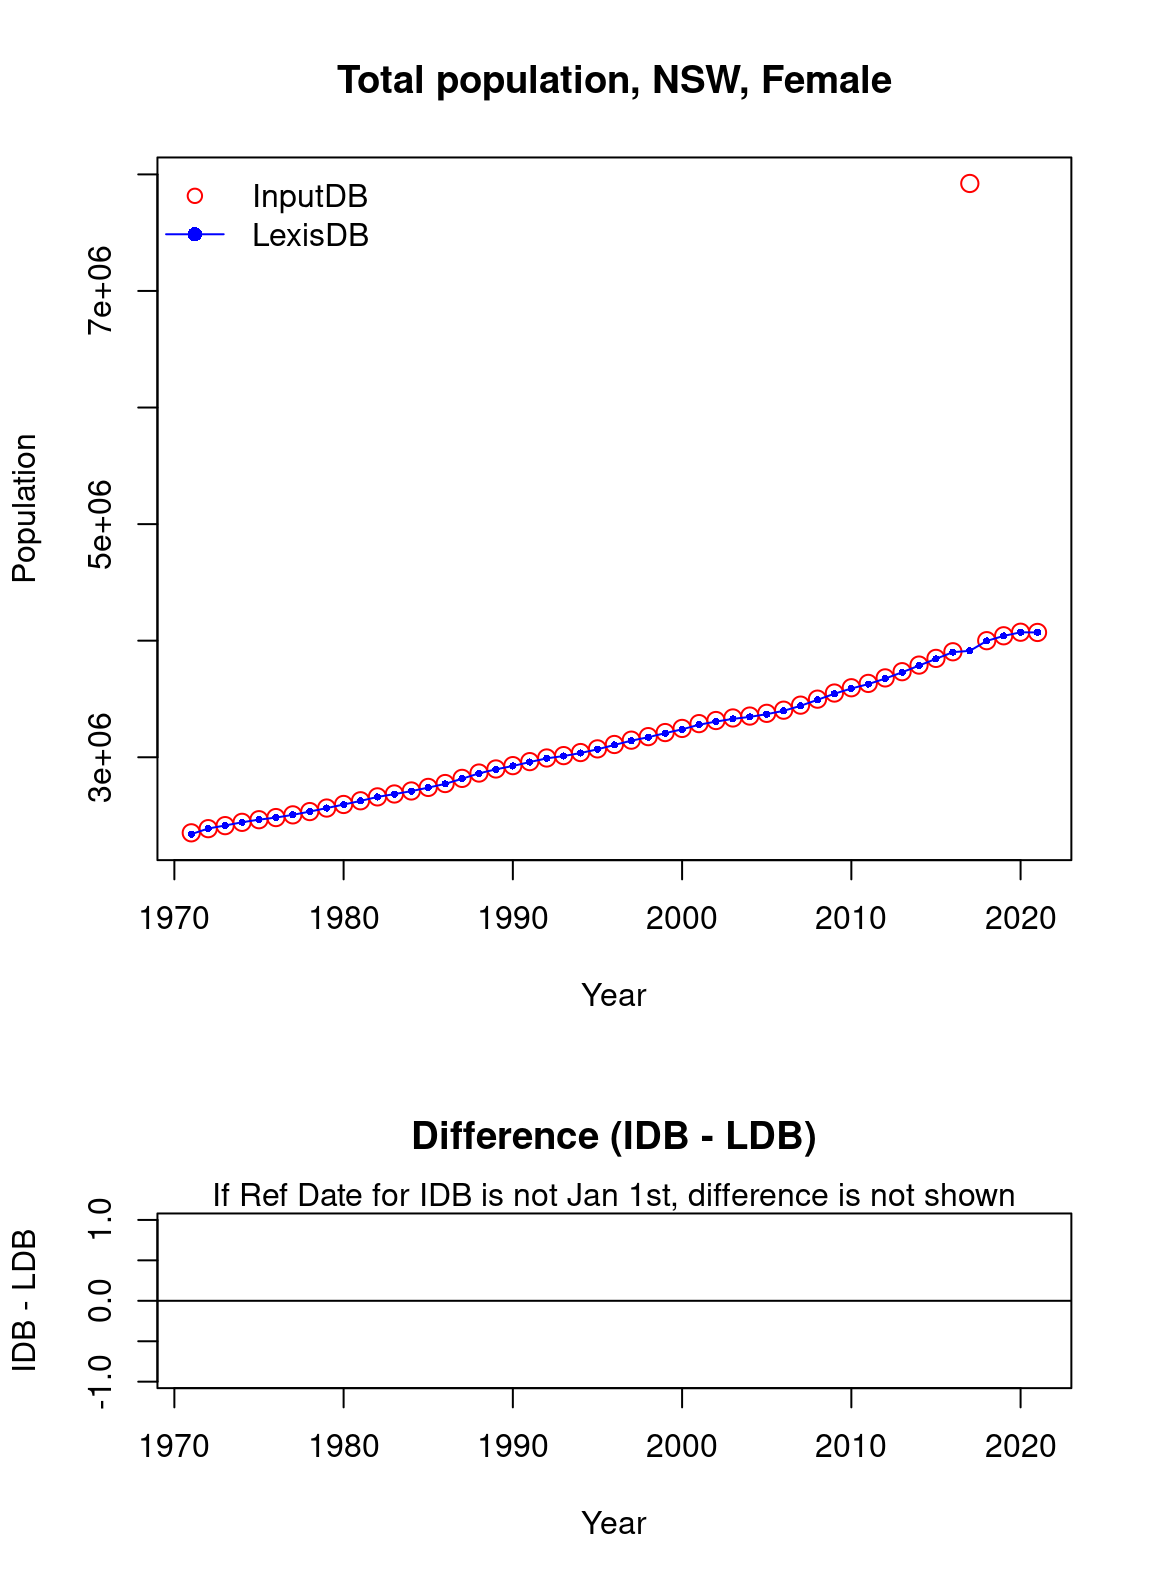 Total population, NSW, Female
InputDB
LexisDB
7e+06
5e+06
3e+06
Population
1970 1980 1990 2000 2010 2020
Year
Difference (IDB - LDB)
If Ref Date for IDB is not Jan 1st, difference is not shown
1.0
0.0
-1.0
IDB - LDB
1970 1980 1990 2000 2010 2020
Year